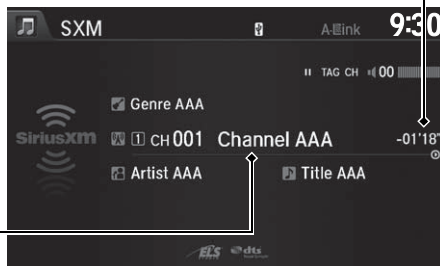 SXM A-Link 9:30
TAG CH 00
Genre AAA
SiriusXM 1 CH 001 Channel AAA -01'18"
Artist AAA Title AAA
ELS dts